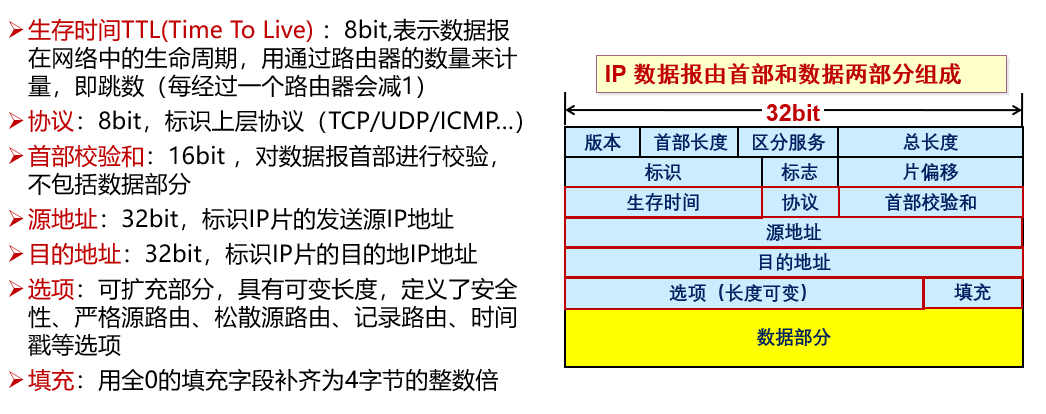 ➢生存时间TTL(Time To Live) ：8bit,表示数据报
在网络中的生命周期，用通过路由器的数量来计
量，即跳数（每经过一个路由器会减1）
➢协议：8bit，标识上层协议（TCP/UDP/ICMP...）
➢首部校验和：16bit ，对数据报首部进行校验，
不包括数据部分
➢源地址：32bit，标识IP片的发送源IP地址
➢目的地址：32bit，标识IP片的目的地IP地址
➢选项：可扩充部分，具有可变长度，定义了安全
性、严格源路由、松散源路由、记录路由、时间
戳等选项
➢填充：用全0的填充字段补齐为4字节的整数倍
IP 数据报由首部和数据两部分组成
32bit
版本 首部长度 区分服务 总长度
标识 标志 片偏移
生存时间 协议 首部校验和
源地址
目的地址
选项（长度可变） 填充
数据部分